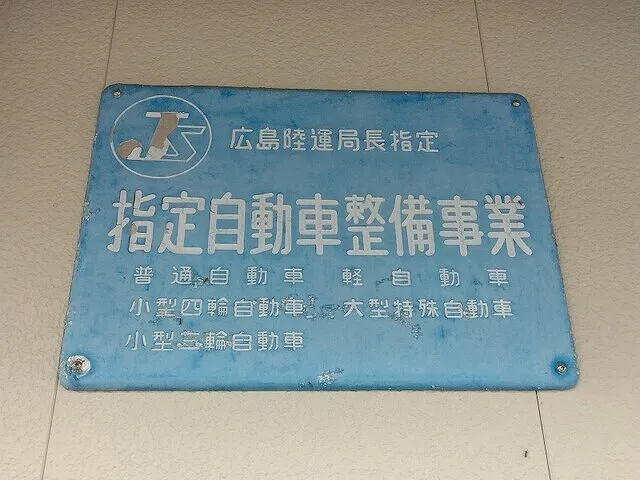 JS 広島陸運局長指定
指定自動車整備事業
普通自動車 軽自動車
小型四輪自動車 大型特殊自動車
小型三輪自動車